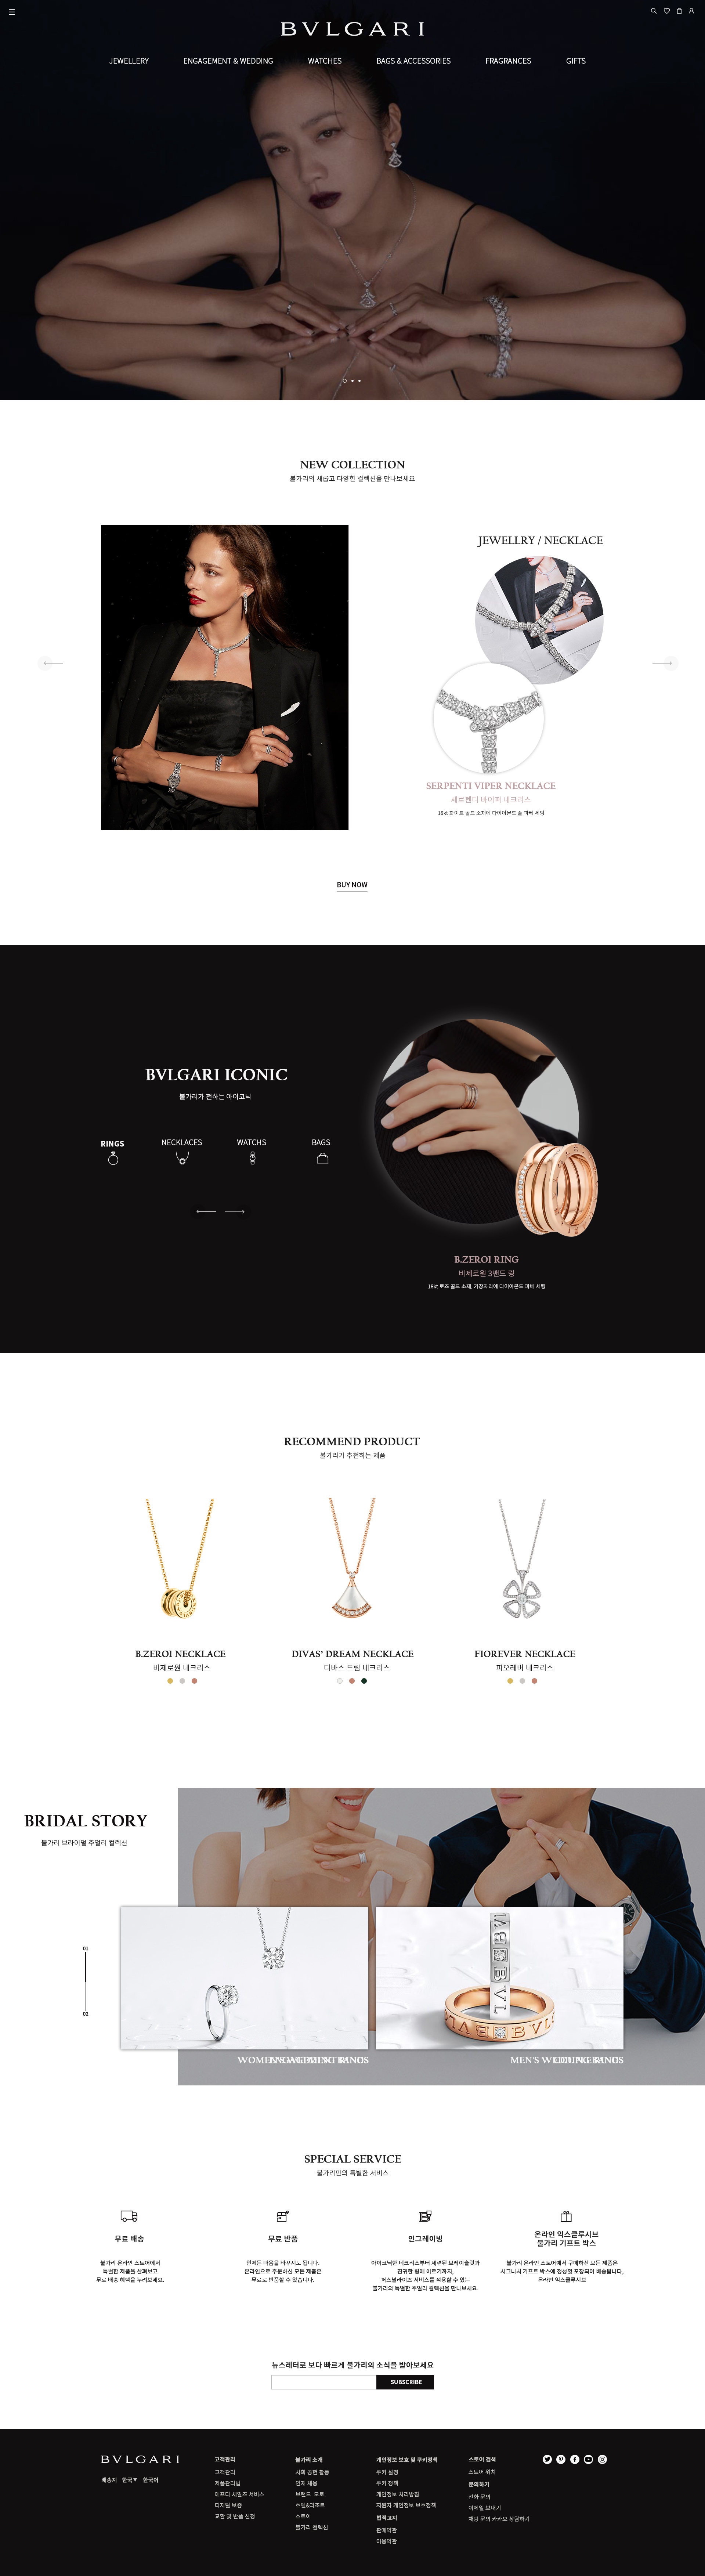 BVLGARI
JEWELLERY ENGAGEMENT & WEDDING WATCHES BAGS & ACCESSORIES FRAGRANCES GIFTS
NEW COLLECTION
불가리의 새롭고 다양한 컬렉션을 만나보세요
JEWELLRY / NECKLACE
SERPENTI VIPER NECKLACE
세르펜디 바이퍼 네크리스
18kt 화이트 골드 소재에 다이아몬드 풀 파베 세팅
BUY NOW
BVLGARI ICONIC
불가리가 전하는 아이코닉
RINGS NECKLACES WATCHS BAGS
B.ZERO1 RING
비제로원 3밴드 링
18kt 로즈 골드 소재, 가장자리에 다이아몬드 파베 세팅
RECOMMEND PRODUCT
불가리가 추천하는 제품
B.ZERO1 NECKLACE
비제로원 네크리스
DIVAS' DREAM NECKLACE
디바스 드림 네크리스
FIOREVER NECKLACE
피오레버 네크리스
BRIDAL STORY
불가리 브라이덜 주얼리 컬렉션
01
02
WOMEN'S WEDDING BANDS
MEN'S WEDDING BANDS
SPECIAL SERVICE
불가리만의 특별한 서비스
무료 배송
불가리 온라인 스토어에서
특별한 제품을 살펴보고
무료 배송 혜택을 누려보세요.
무료 반품
언제든 마음을 바꾸셔도 됩니다.
온라인으로 주문하신 모든 제품은
무료로 반품할 수 있습니다.
인그레이빙
아이코닉한 네크리스부터 세련된 브레이슬릿과
진귀한 링에 이르기까지,
퍼스널라이즈 서비스를 적용할 수 있는
불가리의 특별한 주얼리 컬렉션을 만나보세요.
온라인 익스클루시브
불가리 기프트 박스
불가리 온라인 스토어에서 구매하신 모든 제품은
시그니처 기프트 박스에 정성껏 포장되어 배송됩니다,
온라인 익스클루시브
뉴스레터로 보다 빠르게 불가리의 소식을 받아보세요
SUBSCRIBE
BVLGARI
배송지 한국▼ 한국어
고객관리
고객관리
제품관리법
애프터 세일즈 서비스
디지털 보증
교환 및 반품 신청
불가리 소개
사회 공헌 활동
인재 채용
브랜드 모토
호텔&리조트
스토어
불가리 컬렉션
개인정보 보호 및 쿠키정책
쿠키 설정
쿠키 정책
개인정보 처리방침
지원자 개인정보 보호정책
법적고지
판매약관
이용약관
스토어 검색
스토어 위치
문의하기
전화 문의
이메일 보내기
채팅 문의 카카오 상담하기